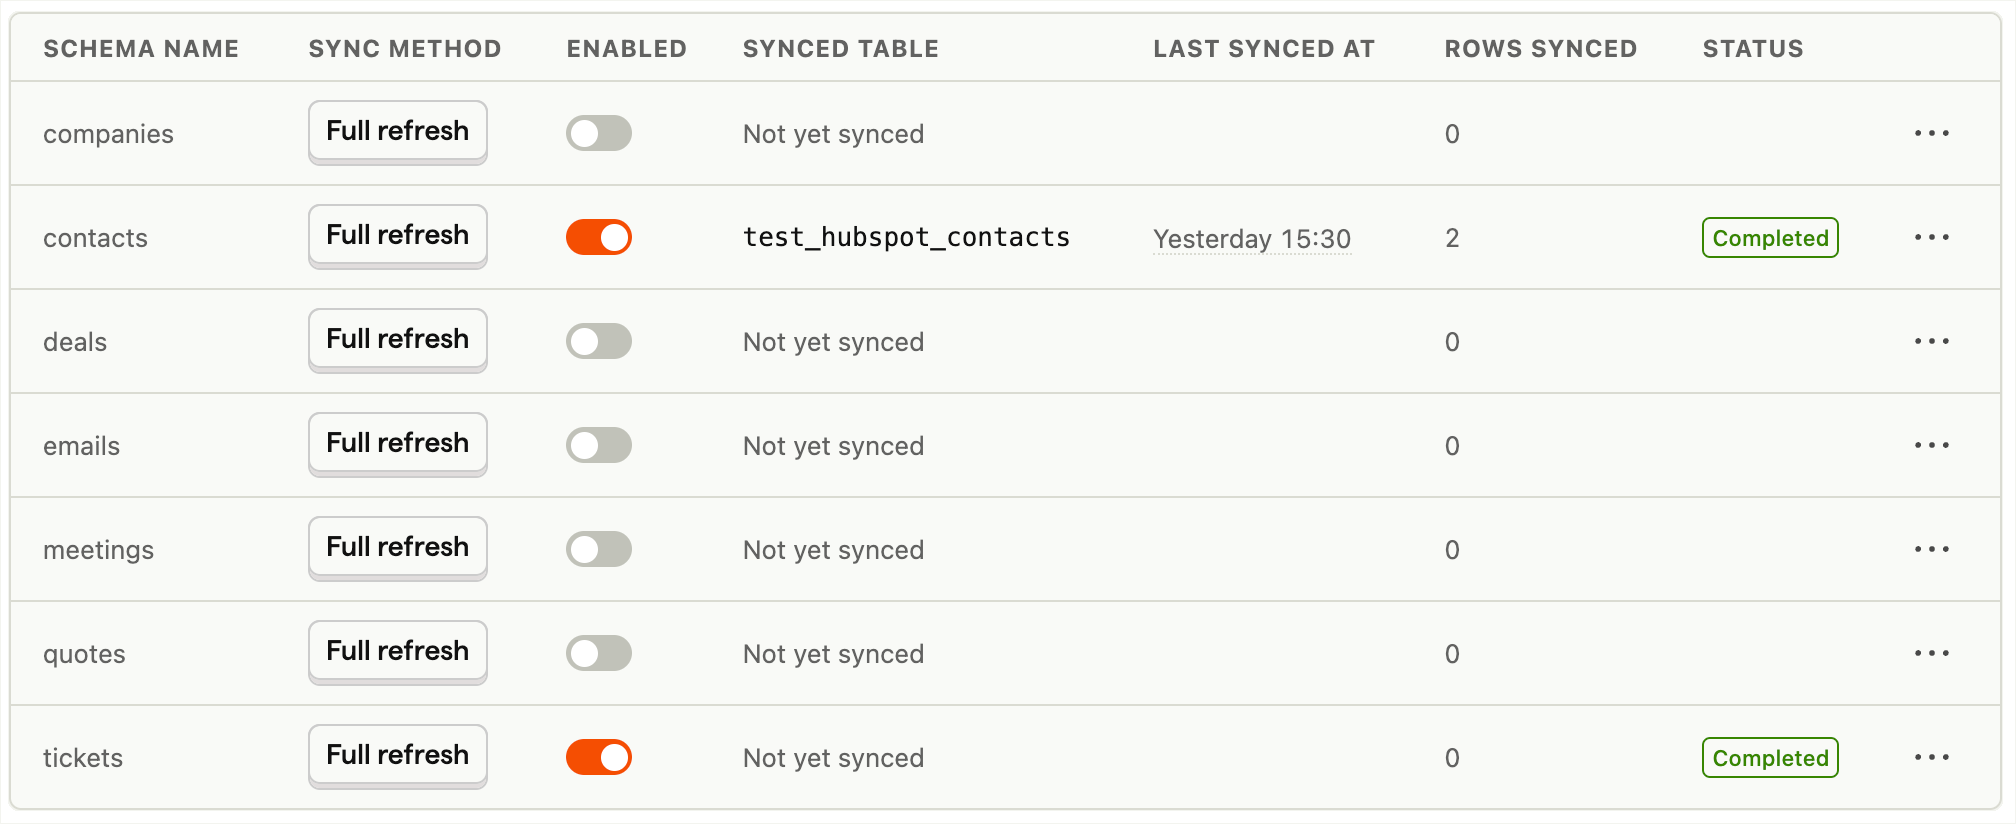 SCHEMA NAME SYNC METHOD ENABLED SYNCED TABLE LAST SYNCED AT ROWS SYNCED STATUS
companies Full refresh Not yet synced 0
contacts Full refresh test_hubspot_contacts Yesterday 15:30 2 Completed
deals Full refresh Not yet synced 0
emails Full refresh Not yet synced 0
meetings Full refresh Not yet synced 0
quotes Full refresh Not yet synced 0
tickets Full refresh Not yet synced 0 Completed